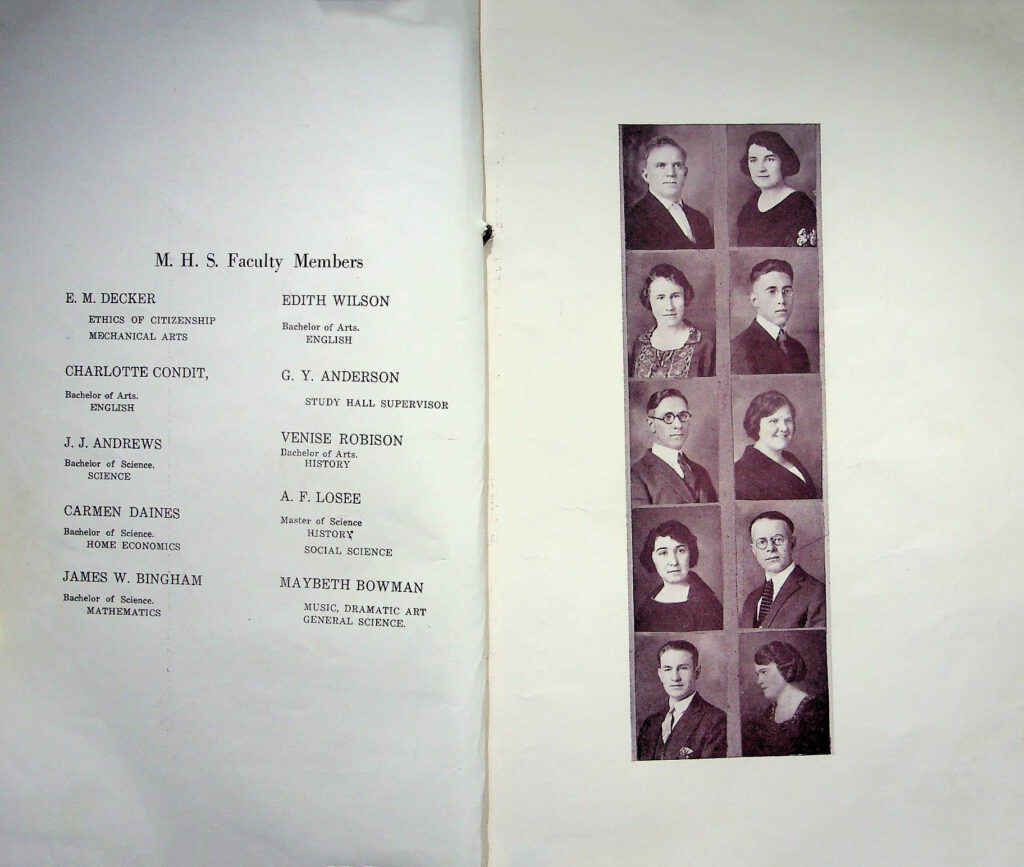 M. H. S. Faculty Members
E. M. DECKER
ETHICS OF CITIZENSHIP
MECHANICAL ARTS
CHARLOTTE CONDIT,
Bachelor of Arts.
ENGLISH
J. J. ANDREWS
Bachelor of Science.
SCIENCE
CARMEN DAINES
Bachelor of Science.
HOME ECONOMICS
JAMES W. BINGHAM
Bachelor of Science.
MATHEMATICS
EDITH WILSON
Bachelor of Arts.
ENGLISH
G. Y. ANDERSON
STUDY HALL SUPERVISOR
VENISE ROBISON
Bachelor of Arts.
HISTORY
A. F. LOSEE
Master of Science
HISTORY
SOCIAL SCIENCE
MAYBETH BOWMAN
MUSIC, DRAMATIC ART
GENERAL SCIENCE.